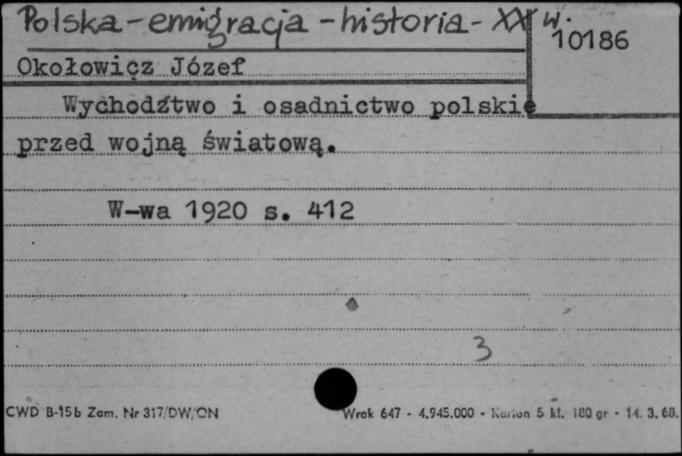 Polska - emigracja - historia - XX w.
10186
Okołowicz Józef
Wychodźtwo i osadnictwo polskie
przed wojną światową.
W-wa 1920 s. 412
3
CWD B-15b Zam. Nr 317/DW/ON
Wrok 647 - 4.945.000 - Karton 5 kl. 180 gr - 14. 3. 68.